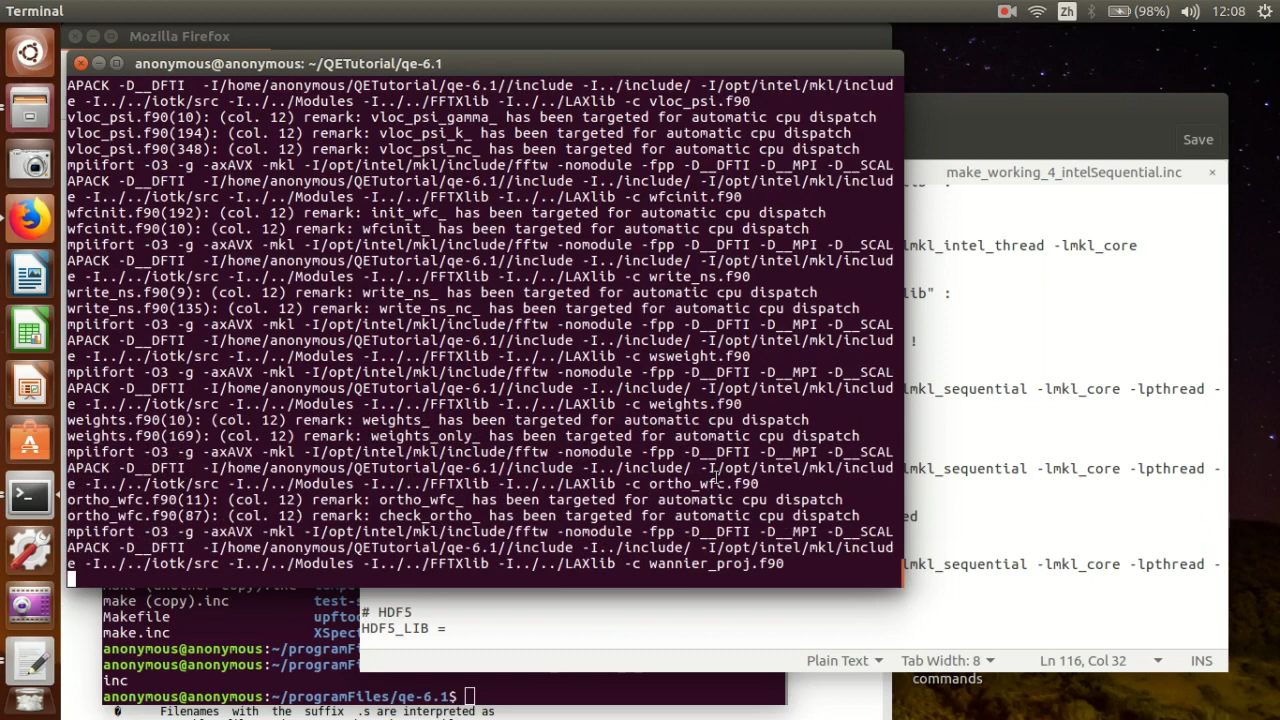 Terminal
Zh
(98%)
12:08
Mozilla Firefox
anonymous@anonymous: ~/QETutorial/qe-6.1
APACK -D__DFTI  -I/home/anonymous/QETutorial/qe-6.1//include -I../include/ -I/opt/intel/mkl/includ
e -I../../iotk/src -I../../Modules -I../../FFTXlib -I../../LAXlib -c vloc_psi.f90
vloc_psi.f90(10): (col. 12) remark: vloc_psi_gamma_ has been targeted for automatic cpu dispatch
vloc_psi.f90(194): (col. 12) remark: vloc_psi_k_ has been targeted for automatic cpu dispatch
vloc_psi.f90(348): (col. 12) remark: vloc_psi_nc_ has been targeted for automatic cpu dispatch
mpiifort -O3 -g -axAVX -mkl -I/opt/intel/mkl/include/fftw -nomodule -fpp -D__DFTI -D__MPI -D__SCAL
APACK -D__DFTI  -I/home/anonymous/QETutorial/qe-6.1//include -I../include/ -I/opt/intel/mkl/includ
e -I../../iotk/src -I../../Modules -I../../FFTXlib -I../../LAXlib -c wfcinit.f90
wfcinit.f90(192): (col. 12) remark: init_wfc_ has been targeted for automatic cpu dispatch
wfcinit.f90(10): (col. 12) remark: wfcinit_ has been targeted for automatic cpu dispatch
mpiifort -O3 -g -axAVX -mkl -I/opt/intel/mkl/include/fftw -nomodule -fpp -D__DFTI -D__MPI -D__SCAL
APACK -D__DFTI  -I/home/anonymous/QETutorial/qe-6.1//include -I../include/ -I/opt/intel/mkl/includ
e -I../../iotk/src -I../../Modules -I../../FFTXlib -I../../LAXlib -c write_ns.f90
write_ns.f90(9): (col. 12) remark: write_ns_ has been targeted for automatic cpu dispatch
write_ns.f90(135): (col. 12) remark: write_ns_nc_ has been targeted for automatic cpu dispatch
mpiifort -O3 -g -axAVX -mkl -I/opt/intel/mkl/include/fftw -nomodule -fpp -D__DFTI -D__MPI -D__SCAL
APACK -D__DFTI  -I/home/anonymous/QETutorial/qe-6.1//include -I../include/ -I/opt/intel/mkl/includ
e -I../../iotk/src -I../../Modules -I../../FFTXlib -I../../LAXlib -c wsweight.f90
mpiifort -O3 -g -axAVX -mkl -I/opt/intel/mkl/include/fftw -nomodule -fpp -D__DFTI -D__MPI -D__SCAL
APACK -D__DFTI  -I/home/anonymous/QETutorial/qe-6.1//include -I../include/ -I/opt/intel/mkl/includ
e -I../../iotk/src -I../../Modules -I../../FFTXlib -I../../LAXlib -c weights.f90
weights.f90(10): (col. 12) remark: weights_ has been targeted for automatic cpu dispatch
weights.f90(169): (col. 12) remark: weights_only_ has been targeted for automatic cpu dispatch
mpiifort -O3 -g -axAVX -mkl -I/opt/intel/mkl/include/fftw -nomodule -fpp -D__DFTI -D__MPI -D__SCAL
APACK -D__DFTI  -I/home/anonymous/QETutorial/qe-6.1//include -I../include/ -I/opt/intel/mkl/includ
e -I../../iotk/src -I../../Modules -I../../FFTXlib -I../../LAXlib -c ortho_wfc.f90
ortho_wfc.f90(11): (col. 12) remark: ortho_wfc_ has been targeted for automatic cpu dispatch
ortho_wfc.f90(87): (col. 12) remark: check_ortho_ has been targeted for automatic cpu dispatch
mpiifort -O3 -g -axAVX -mkl -I/opt/intel/mkl/include/fftw -nomodule -fpp -D__DFTI -D__MPI -D__SCAL
APACK -D__DFTI  -I/home/anonymous/QETutorial/qe-6.1//include -I../include/ -I/opt/intel/mkl/includ
e -I../../iotk/src -I../../Modules -I../../FFTXlib -I../../LAXlib -c wannier_proj.f90
Save
make_working_4_intelSequential.inc ×
lmkl_intel_thread -lmkl_core
lib" :
!
lmkl_sequential -lmkl_core -lpthread -
lmkl_sequential -lmkl_core -lpthread -
ed
lmkl_sequential -lmkl_core -lpthread -
# HDF5
HDF5_LIB =
Plain Text
Tab Width: 8
Ln 116, Col 32
INS
commands
make (copy).inc
test-s
Makefile
upftoo
make.inc
XSpect
anonymous@anonymous:~/programFi
anonymous@anonymous:~/programFi
inc
anonymous@anonymous:~/programFiles/qe-6.1$
Filenames with the suffix .s are interpreted as